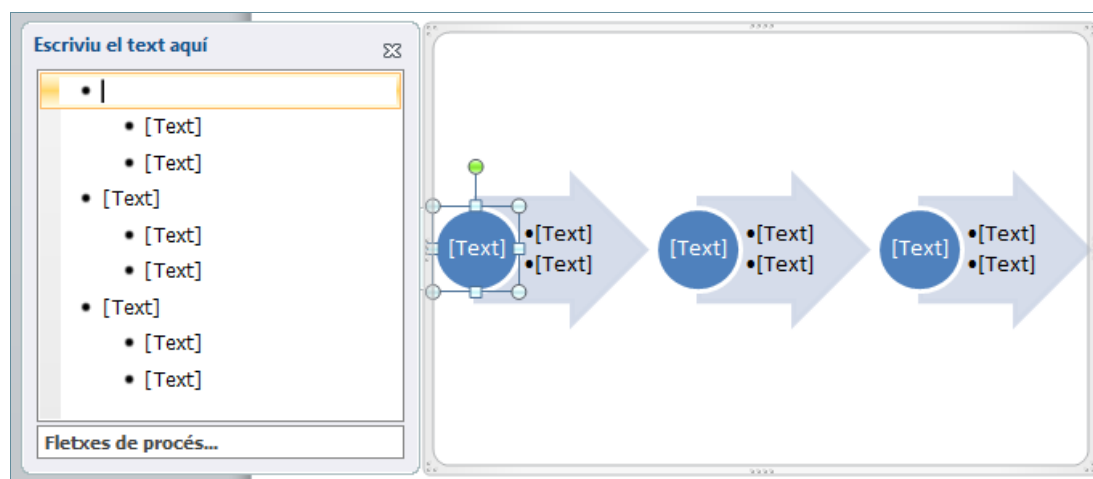 Escriviu el text aquí
•
• [Text]
• [Text]
• [Text]
• [Text]
• [Text]
• [Text]
• [Text]
• [Text]
Fletxes de procés...
[Text]
•[Text]
•[Text]
[Text]
•[Text]
•[Text]
[Text]
•[Text]
•[Text]